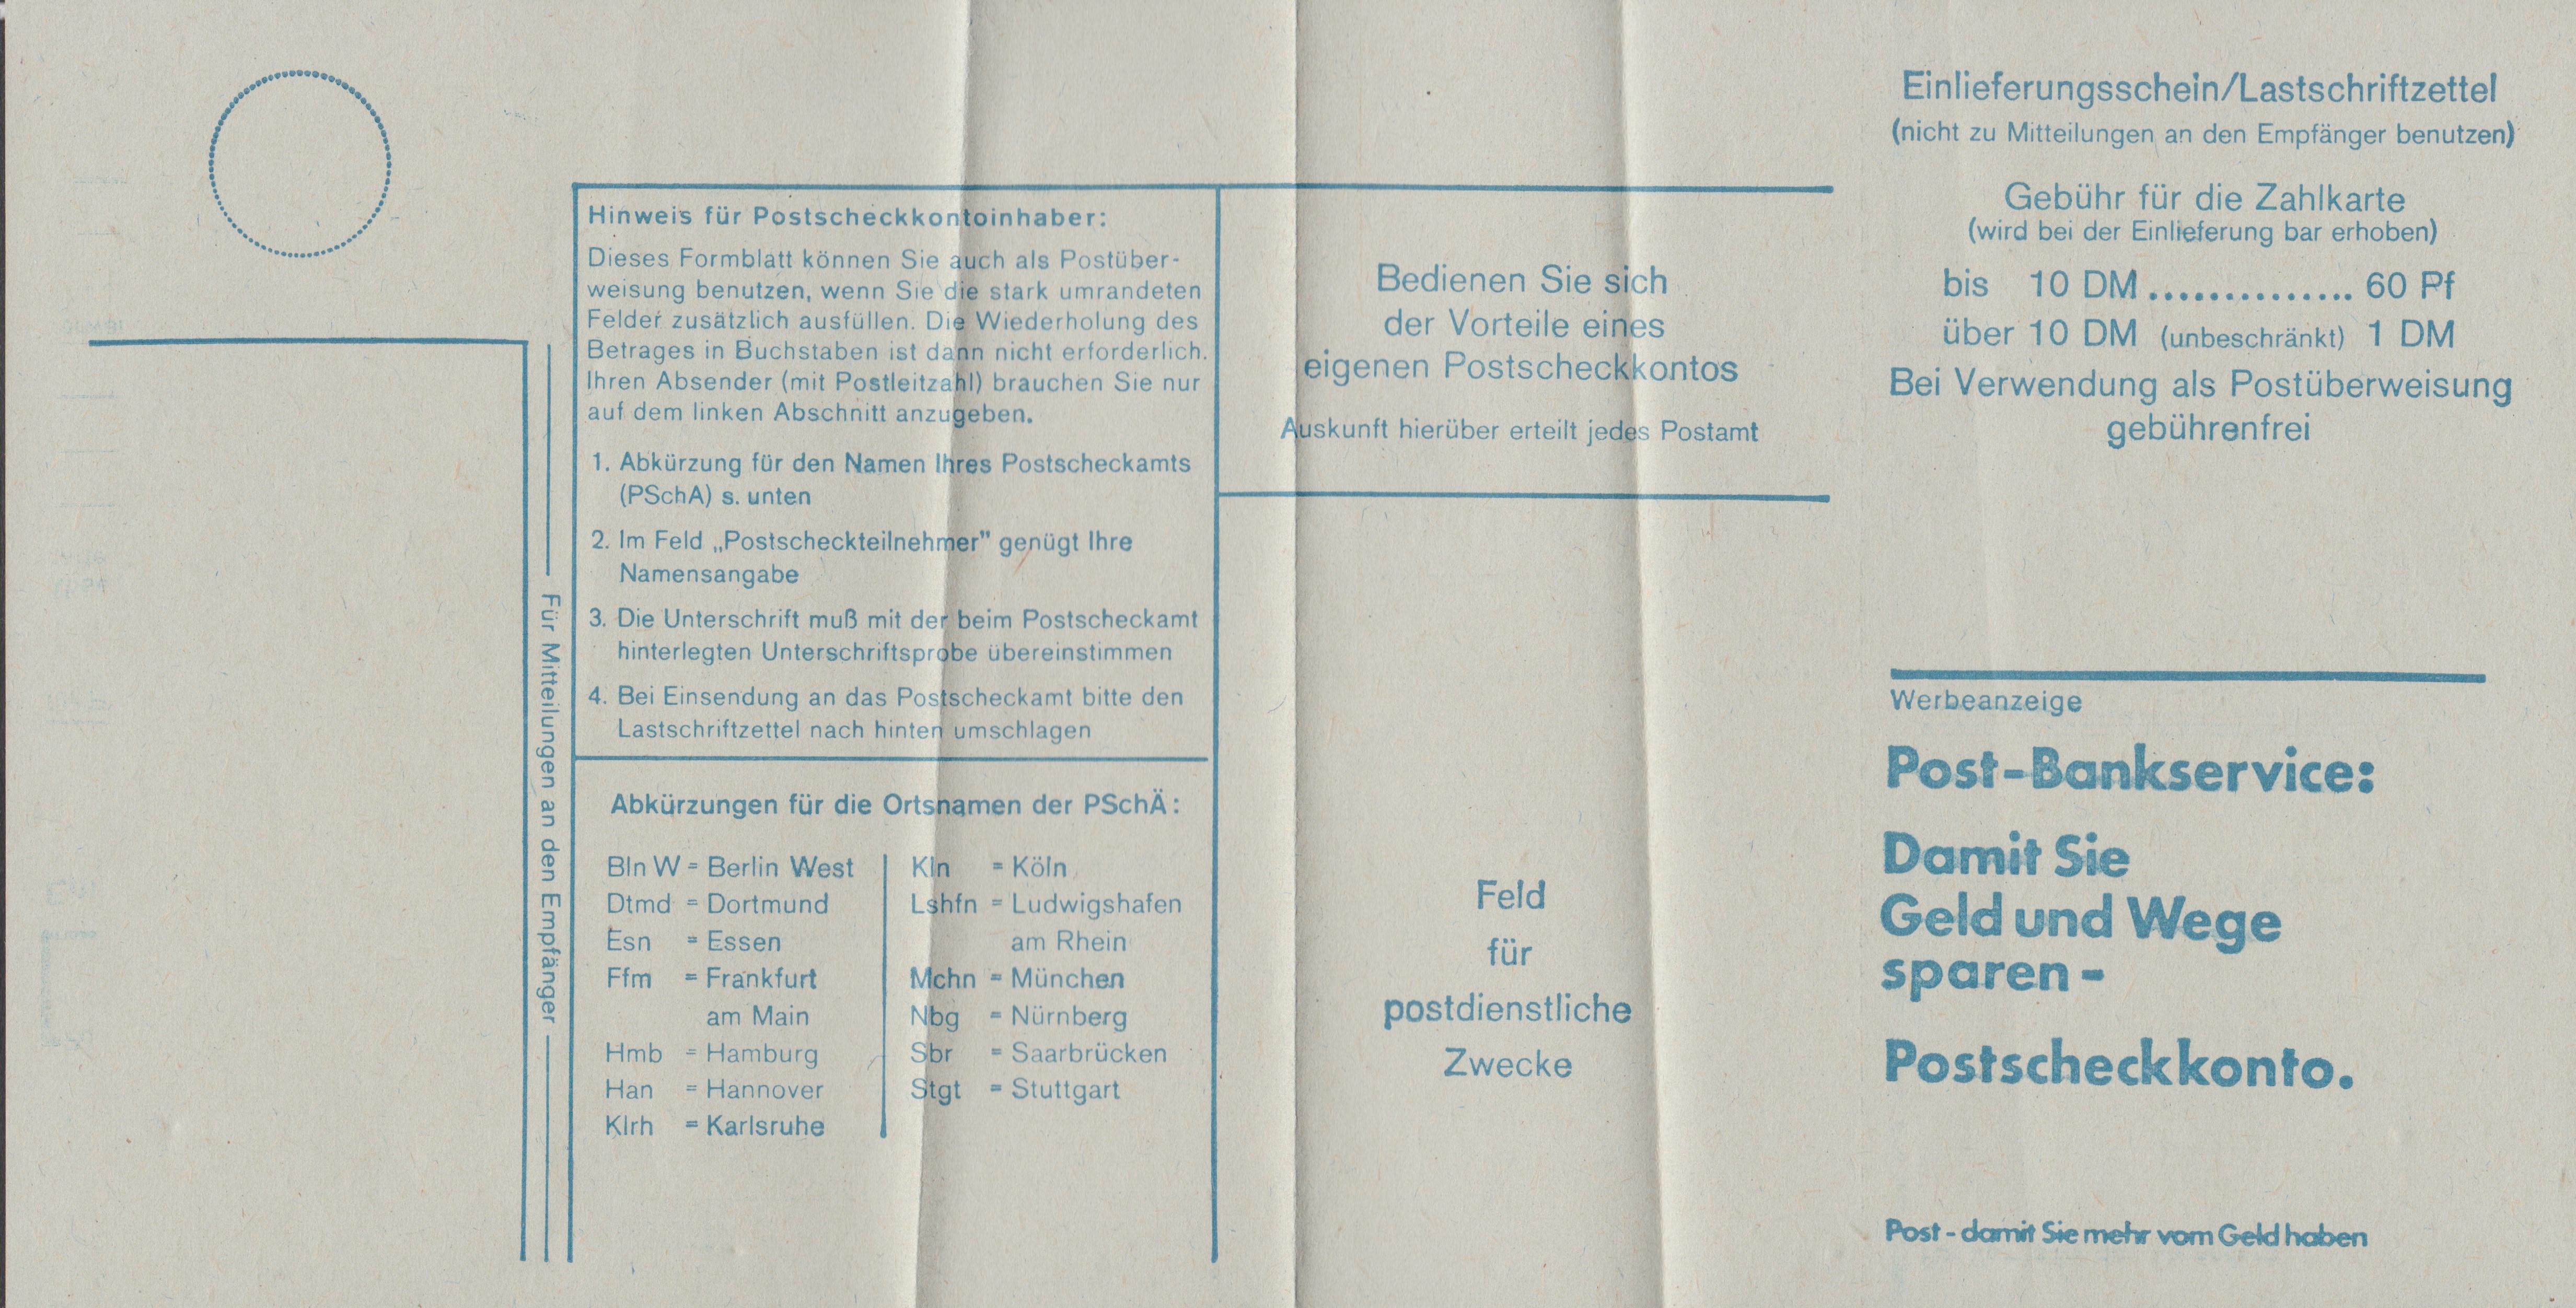 Für Mitteilungen an den Empfänger
Hinweis für Postscheckkontoinhaber:
Dieses Formblatt können Sie auch als Postüber-
weisung benutzen, wenn Sie die stark umrandeten
Felder zusätzlich ausfüllen. Die Wiederholung des
Betrages in Buchstaben ist dann nicht erforderlich.
Ihren Absender (mit Postleitzahl) brauchen Sie nur
auf dem linken Abschnitt anzugeben.
1. Abkürzung für den Namen Ihres Postscheckamts
(PSchA) s. unten
2. Im Feld „Postscheckteilnehmer" genügt Ihre
Namensangabe
3. Die Unterschrift muß mit der beim Postscheckamt
hinterlegten Unterschriftsprobe übereinstimmen
4. Bei Einsendung an das Postscheckamt bitte den
Lastschriftzettel nach hinten umschlagen
Abkürzungen für die Ortsnamen der PSchÄ:
Bln W = Berlin West
Dtmd = Dortmund
Esn = Essen
Ffm = Frankfurt
am Main
Hmb = Hamburg
Han = Hannover
Klrh = Karlsruhe
Kln = Köln
Lshfn = Ludwigshafen
am Rhein
Mchn = München
Nbg = Nürnberg
Sbr = Saarbrücken
Stgt = Stuttgart
Bedienen Sie sich
der Vorteile eines
eigenen Postscheckkontos
Auskunft hierüber erteilt jedes Postamt
Feld
für
postdienstliche
Zwecke
Einlieferungsschein/Lastschriftzettel
(nicht zu Mitteilungen an den Empfänger benutzen)
Gebühr für die Zahlkarte
(wird bei der Einlieferung bar erhoben)
bis 10 DM .............. 60 Pf
über 10 DM (unbeschränkt) 1 DM
Bei Verwendung als Postüberweisung
gebührenfrei
Werbeanzeige
Post-Bankservice:
Damit Sie
Geld und Wege
sparen -
Postscheckkonto.
Post - damit Sie mehr vom Geld haben